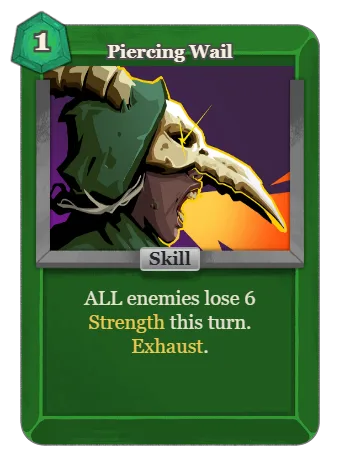 1
Piercing Wail
Skill
ALL enemies lose 6
Strength this turn.
Exhaust.